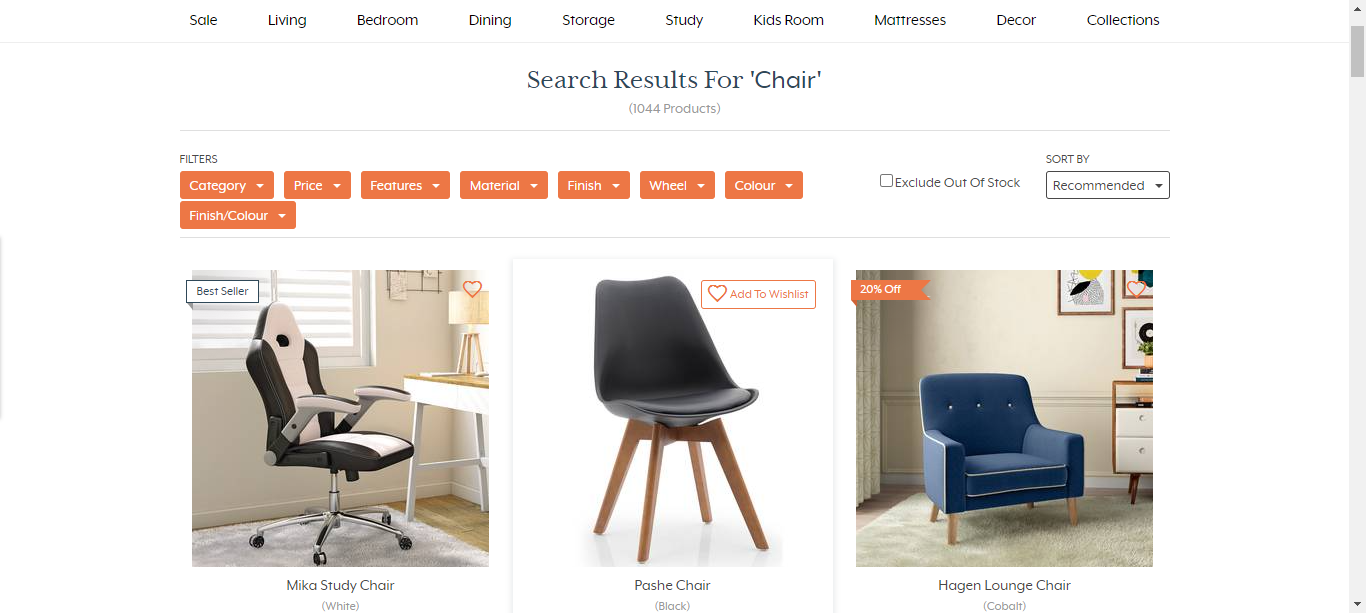 Sale Living Bedroom Dining Storage Study Kids Room Mattresses Decor Collections
Search Results For 'Chair'
(1044 Products)
FILTERS
Category Price Features Material Finish Wheel Colour
Finish/Colour
Exclude Out Of Stock
SORT BY
Recommended
Best Seller
Add To Wishlist
20% Off
Mika Study Chair
(White)
Pashe Chair
(Black)
Hagen Lounge Chair
(Cobalt)